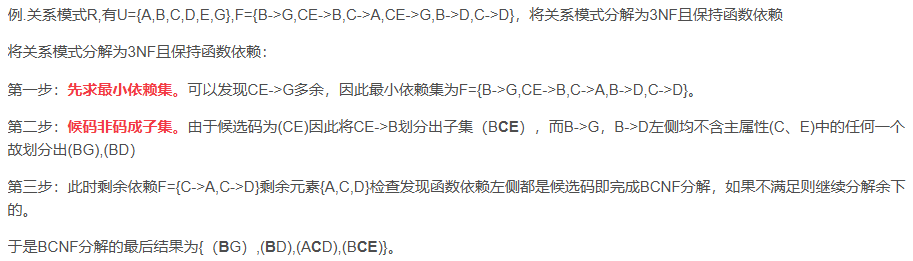 例.关系模式R,有U={A,B,C,D,E,G},F={B->G,CE->B,C->A,CE->G,B->D,C->D}，将关系模式分解为3NF且保持函数依赖
将关系模式分解为3NF且保持函数依赖：
第一步：先求最小依赖集。可以发现CE->G多余，因此最小依赖集为F={B->G,CE->B,C->A,B->D,C->D}。
第二步：候码非码成子集。由于候选码为(CE)因此将CE->B划分出子集（BCE），而B->G，B->D左侧均不含主属性(C、E)中的任何一个
故划分出(BG),(BD)
第三步：此时剩余依赖F={C->A,C->D}剩余元素{A,C,D}检查发现函数依赖左侧都是候选码即完成BCNF分解，如果不满足则继续分解余下
的。
于是BCNF分解的最后结果为{（BG）,(BD),(ACD),(BCE)}。